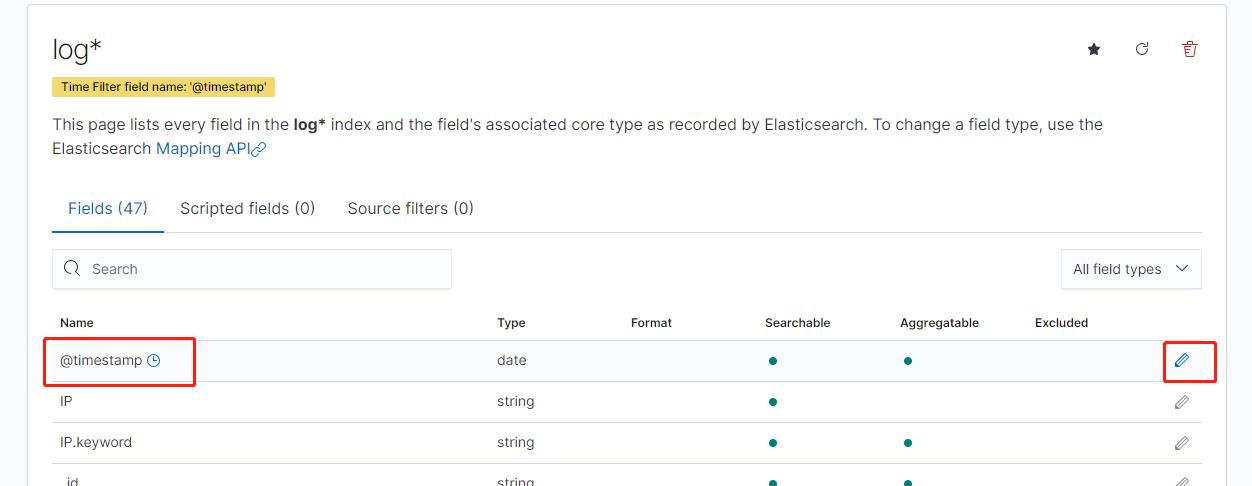 log*
Time Filter field name: '@timestamp'
This page lists every field in the log* index and the field's associated core type as recorded by Elasticsearch. To change a field type, use the
Elasticsearch Mapping API
Fields (47) Scripted fields (0) Source filters (0)
Search All field types
Name Type Format Searchable Aggregatable Excluded
@timestamp date
IP string
IP.keyword string
_id string